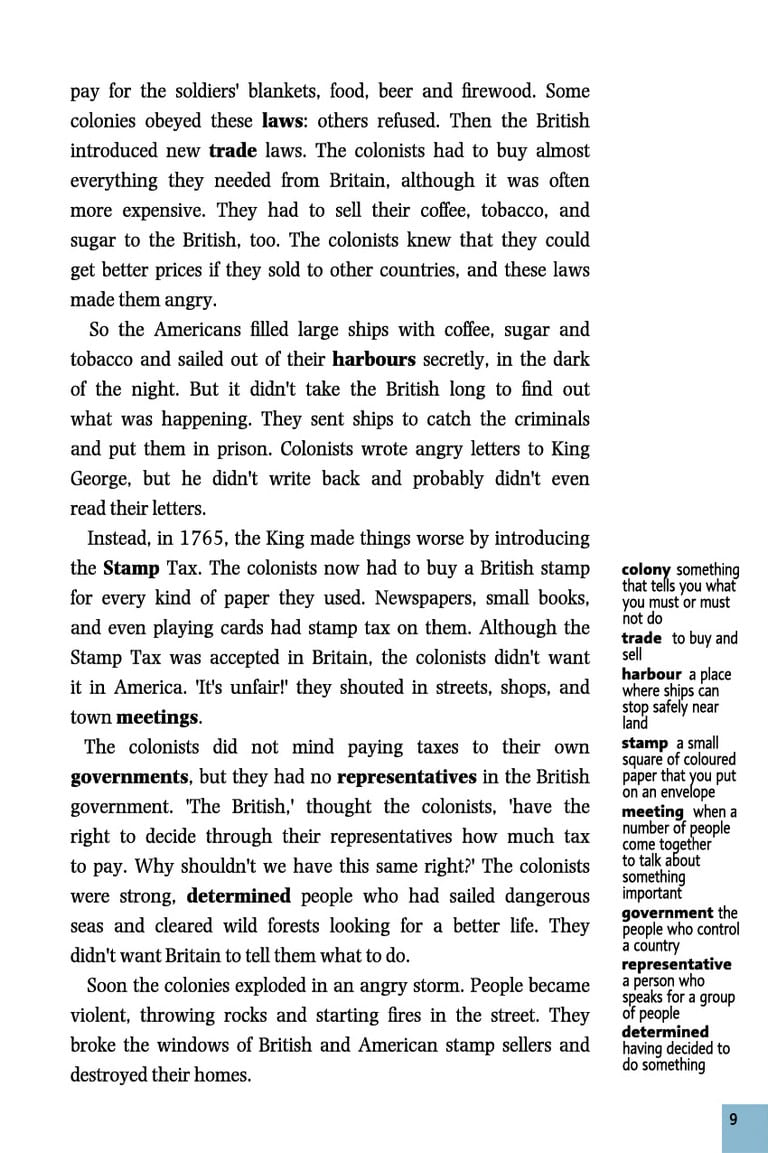 pay for the soldiers' blankets, food, beer and firewood. Some
colonies obeyed these laws: others refused. Then the British
introduced new trade laws. The colonists had to buy almost
everything they needed from Britain, although it was often
more expensive. They had to sell their coffee, tobacco, and
sugar to the British, too. The colonists knew that they could
get better prices if they sold to other countries, and these laws
made them angry.
So the Americans filled large ships with coffee, sugar and
tobacco and sailed out of their harbours secretly, in the dark
of the night. But it didn't take the British long to find out
what was happening. They sent ships to catch the criminals
and put them in prison. Colonists wrote angry letters to King
George, but he didn't write back and probably didn't even
read their letters.
Instead, in 1765, the King made things worse by introducing
the Stamp Tax. The colonists now had to buy a British stamp
for every kind of paper they used. Newspapers, small books,
and even playing cards had stamp tax on them. Although the
Stamp Tax was accepted in Britain, the colonists didn't want
it in America. 'It's unfair!' they shouted in streets, shops, and
town meetings.
The colonists did not mind paying taxes to their own
governments, but they had no representatives in the British
government. 'The British,' thought the colonists, 'have the
right to decide through their representatives how much tax
to pay. Why shouldn't we have this same right?' The colonists
were strong, determined people who had sailed dangerous
seas and cleared wild forests looking for a better life. They
didn't want Britain to tell them what to do.
Soon the colonies exploded in an angry storm. People became
violent, throwing rocks and starting fires in the street. They
broke the windows of British and American stamp sellers and
destroyed their homes.
colony something
that tells you what
you must or must
not do
trade to buy and
sell
harbour a place
where ships can
stop safely near
land
stamp a small
square of coloured
paper that you put
on an envelope
meeting when a
number of people
come together
to talk about
something
important
government the
people who control
a country
representative
a person who
speaks for a group
of people
determined
having decided to
do something
9